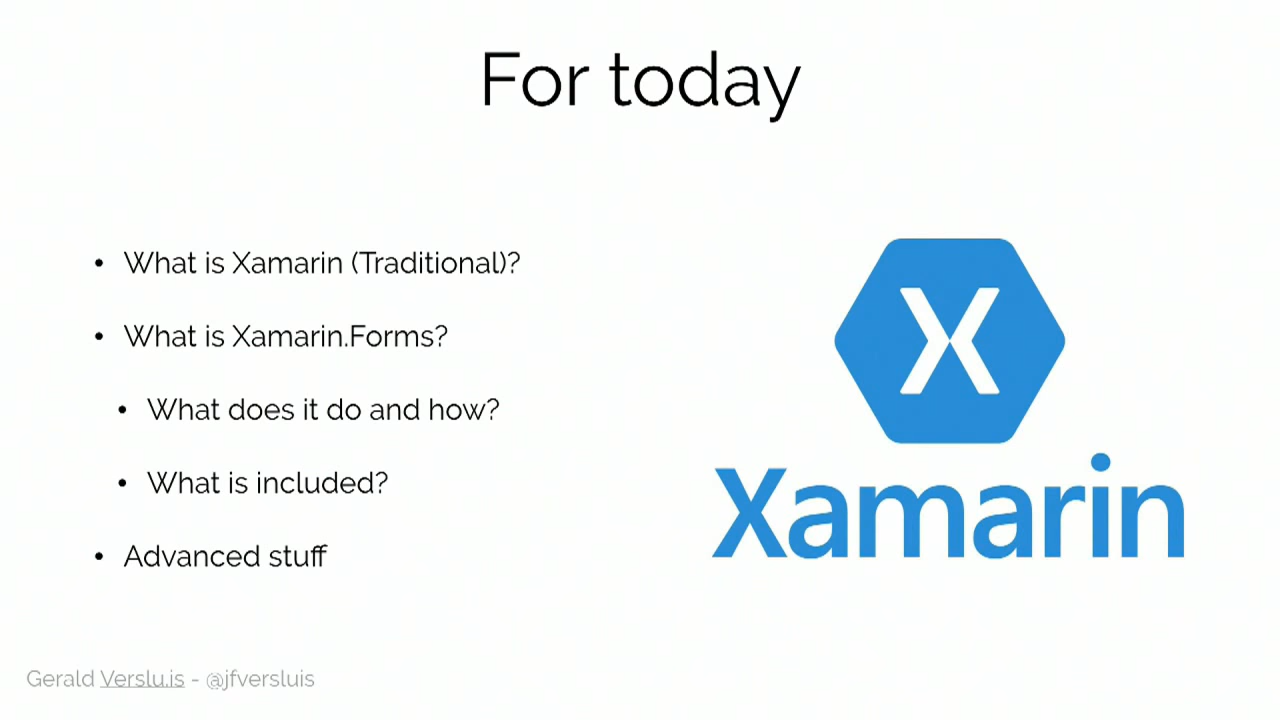 For today
• What is Xamarin (Traditional)?
• What is Xamarin.Forms?
• What does it do and how?
• What is included?
• Advanced stuff
X
Xamarin
Gerald Verslu.is - @jfversluis